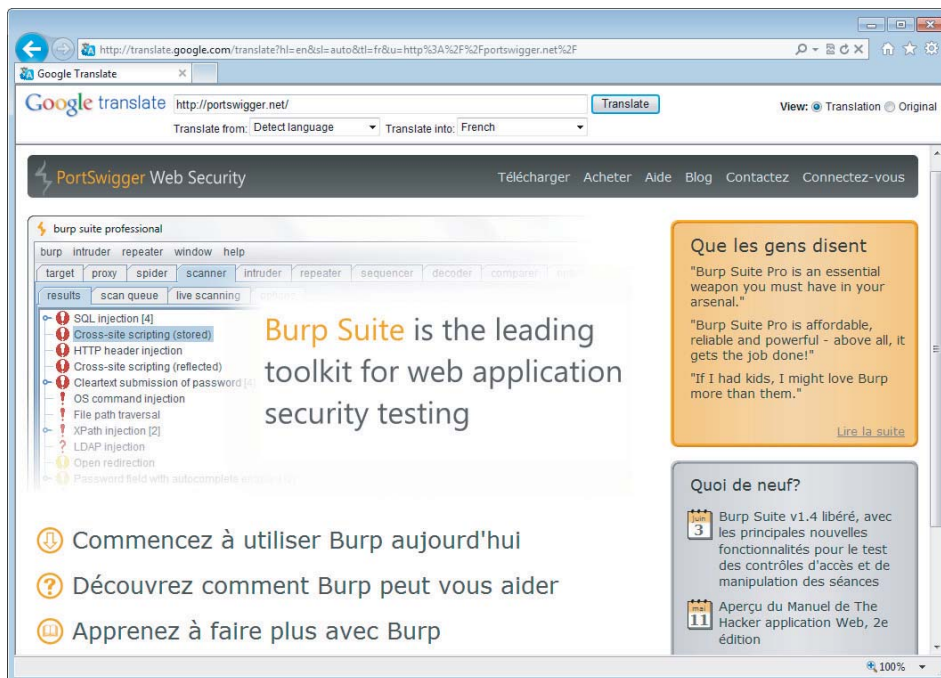 http://translate.google.com/translate?hl=en&sl=auto&tl=fr&u=http%3A%2F%2Fportswigger.net%2F
Google Translate
Google translate http://portswigger.net/ Translate View: Translation Original
Translate from: Detect language Translate into: French
PortSwigger Web Security Télécharger Acheter Aide Blog Contactez Connectez-vous
burp suite professional
burp intruder repeater window help
target proxy spider scanner intruder repeater sequencer decoder comparer
results scan queue live scanning
SQL injection [4]
Cross-site scripting (stored)
HTTP header injection
Cross-site scripting (reflected)
Cleartext submission of password [4]
OS command injection
File path traversal
XPath injection [2]
LDAP injection
Open redirection
Password field with autocomplete
Burp Suite is the leading
toolkit for web application
security testing
Commencez à utiliser Burp aujourd'hui
Découvrez comment Burp peut vous aider
Apprenez à faire plus avec Burp
Que les gens disent
"Burp Suite Pro is an essential
weapon you must have in your
arsenal."
"Burp Suite Pro is affordable,
reliable and powerful - above all, it
gets the job done!"
"If I had kids, I might love Burp
more than them."
Lire la suite
Quoi de neuf?
juin
3
Burp Suite v1.4 libéré, avec
les principales nouvelles
fonctionnalités pour le test
des contrôles d'accès et de
manipulation des séances
mai
11
Aperçu du Manuel de The
Hacker application Web, 2e
édition
100%